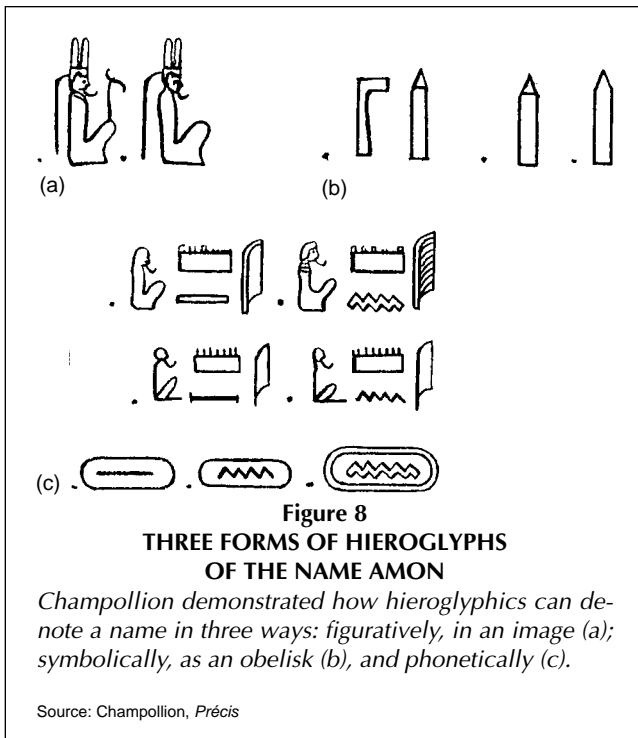 (a)
(b)
(c)
Figure 8
THREE FORMS OF HIEROGLYPHS
OF THE NAME AMON
Champollion demonstrated how hieroglyphics can de-
note a name in three ways: figuratively, in an image (a);
symbolically, as an obelisk (b), and phonetically (c).
Source: Champollion, Précis